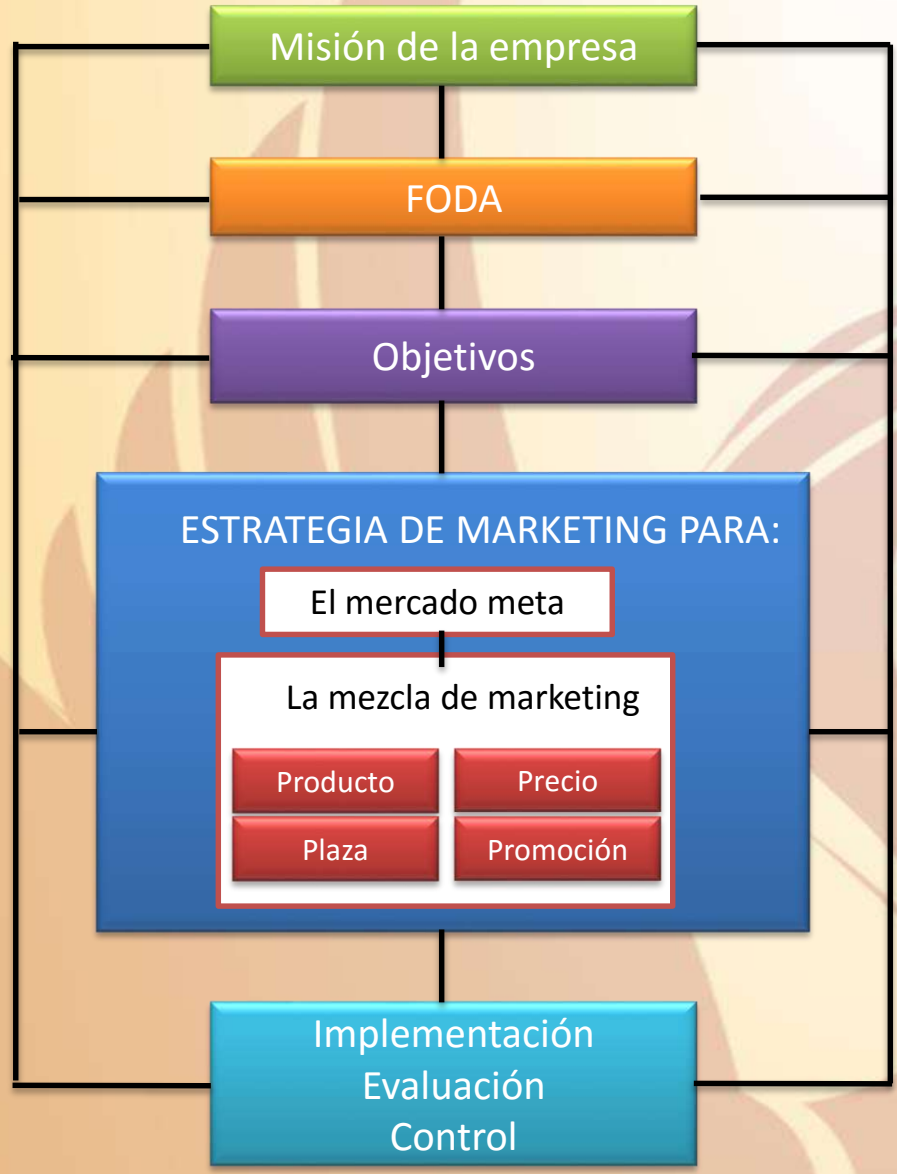 Misión de la empresa
FODA
Objetivos
ESTRATEGIA DE MARKETING PARA:
El mercado meta
La mezcla de marketing
Producto
Precio
Plaza
Promoción
Implementación
Evaluación
Control